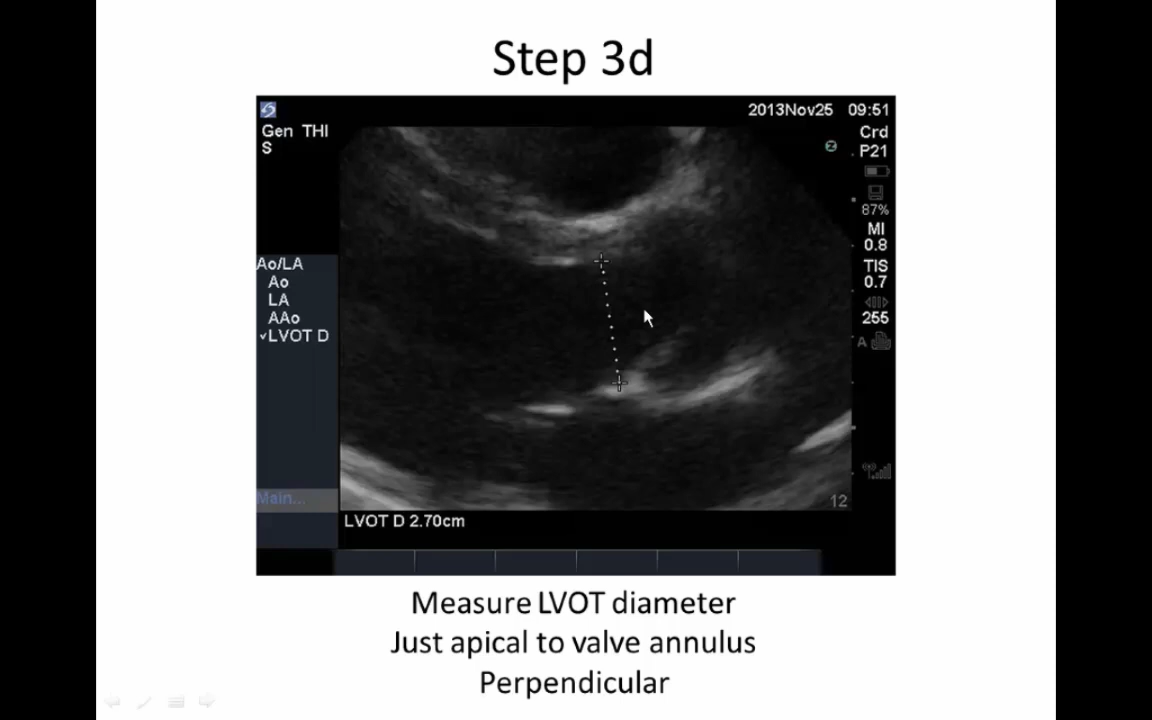 Step 3d
2013Nov25 09:51
Gen THI
S
Crd
P21
87%
MI
0.8
TIS
0.7
255
A
Ao/LA
Ao
LA
AAo
✓LVOT D
Main...
12
LVOT D 2.70cm
Measure LVOT diameter
Just apical to valve annulus
Perpendicular